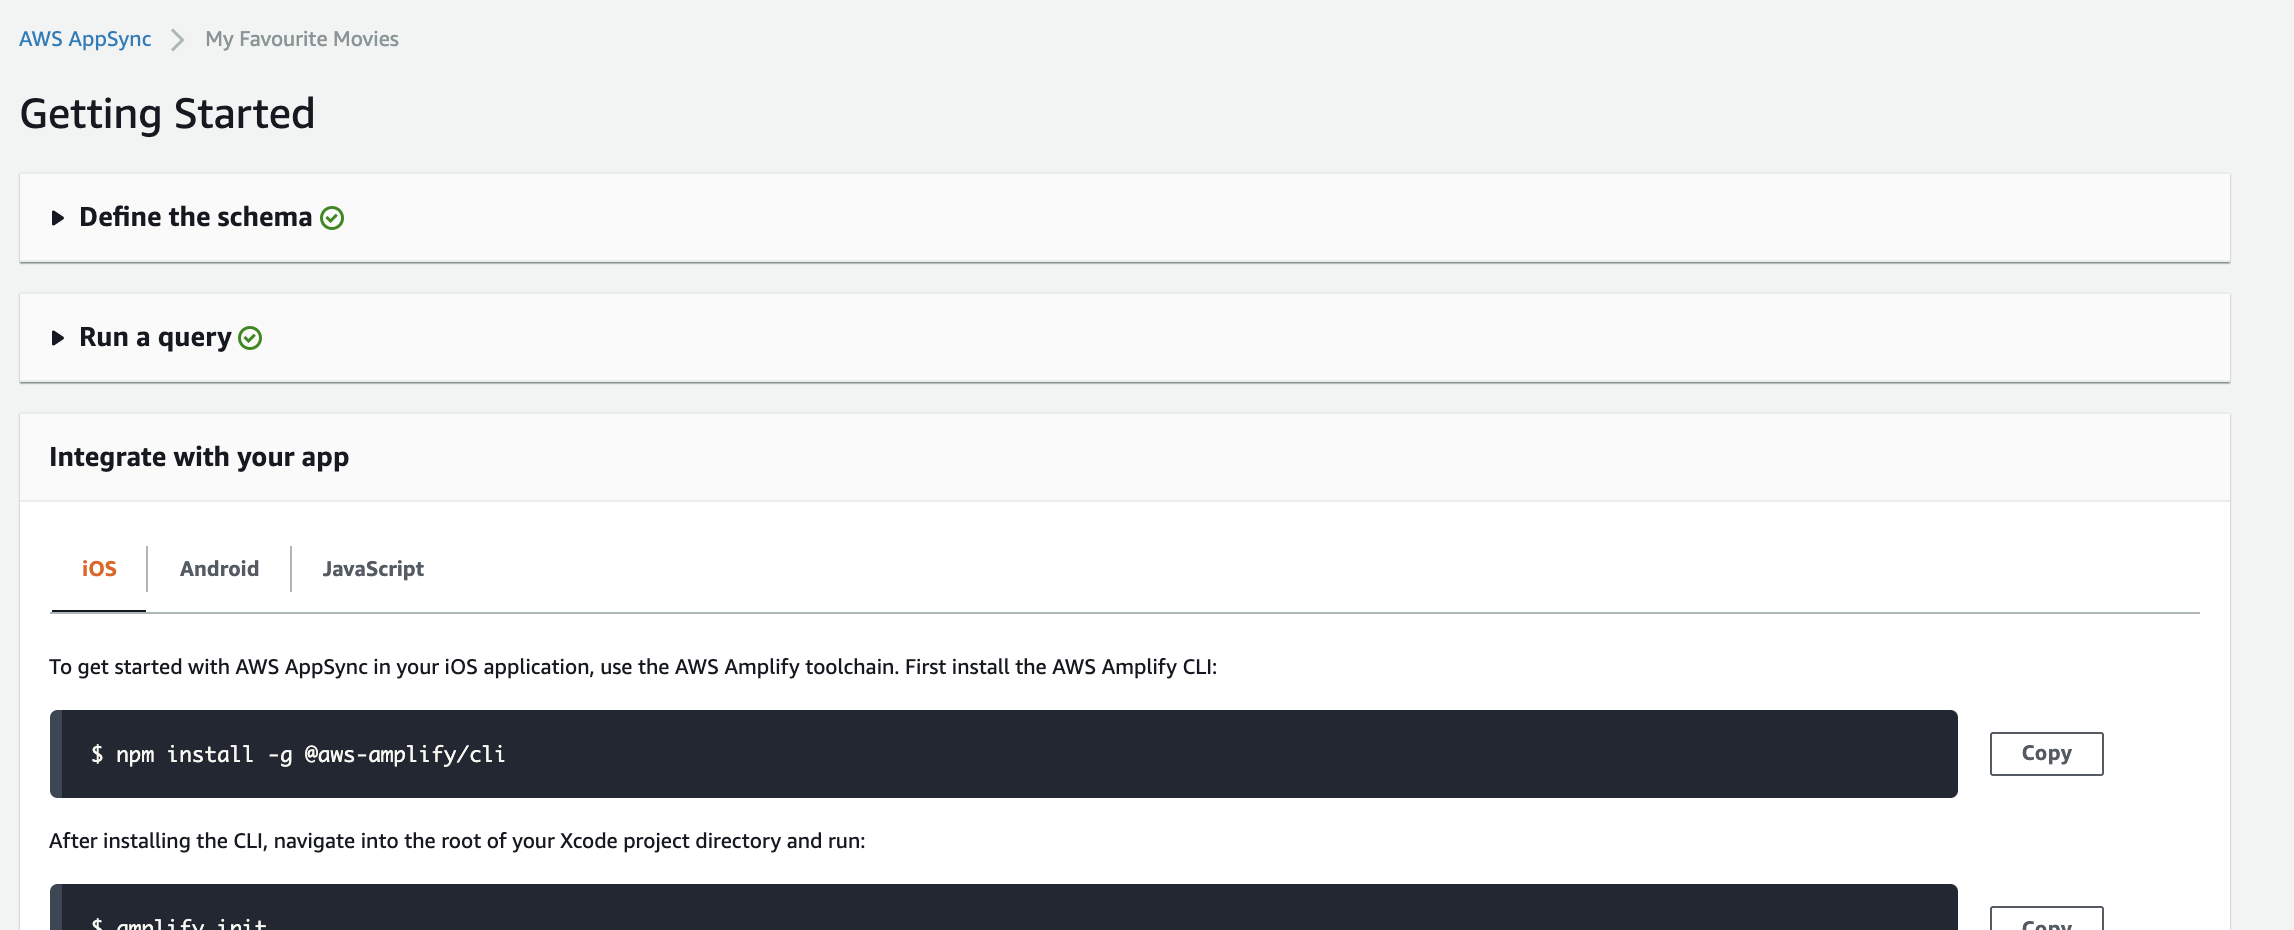 AWS AppSync > My Favourite Movies
Getting Started
Define the schema
Run a query
Integrate with your app
iOS Android JavaScript
To get started with AWS AppSync in your iOS application, use the AWS Amplify toolchain. First install the AWS Amplify CLI:
$ npm install -g @aws-amplify/cli
Copy
After installing the CLI, navigate into the root of your Xcode project directory and run:
$ amplify init
Copy